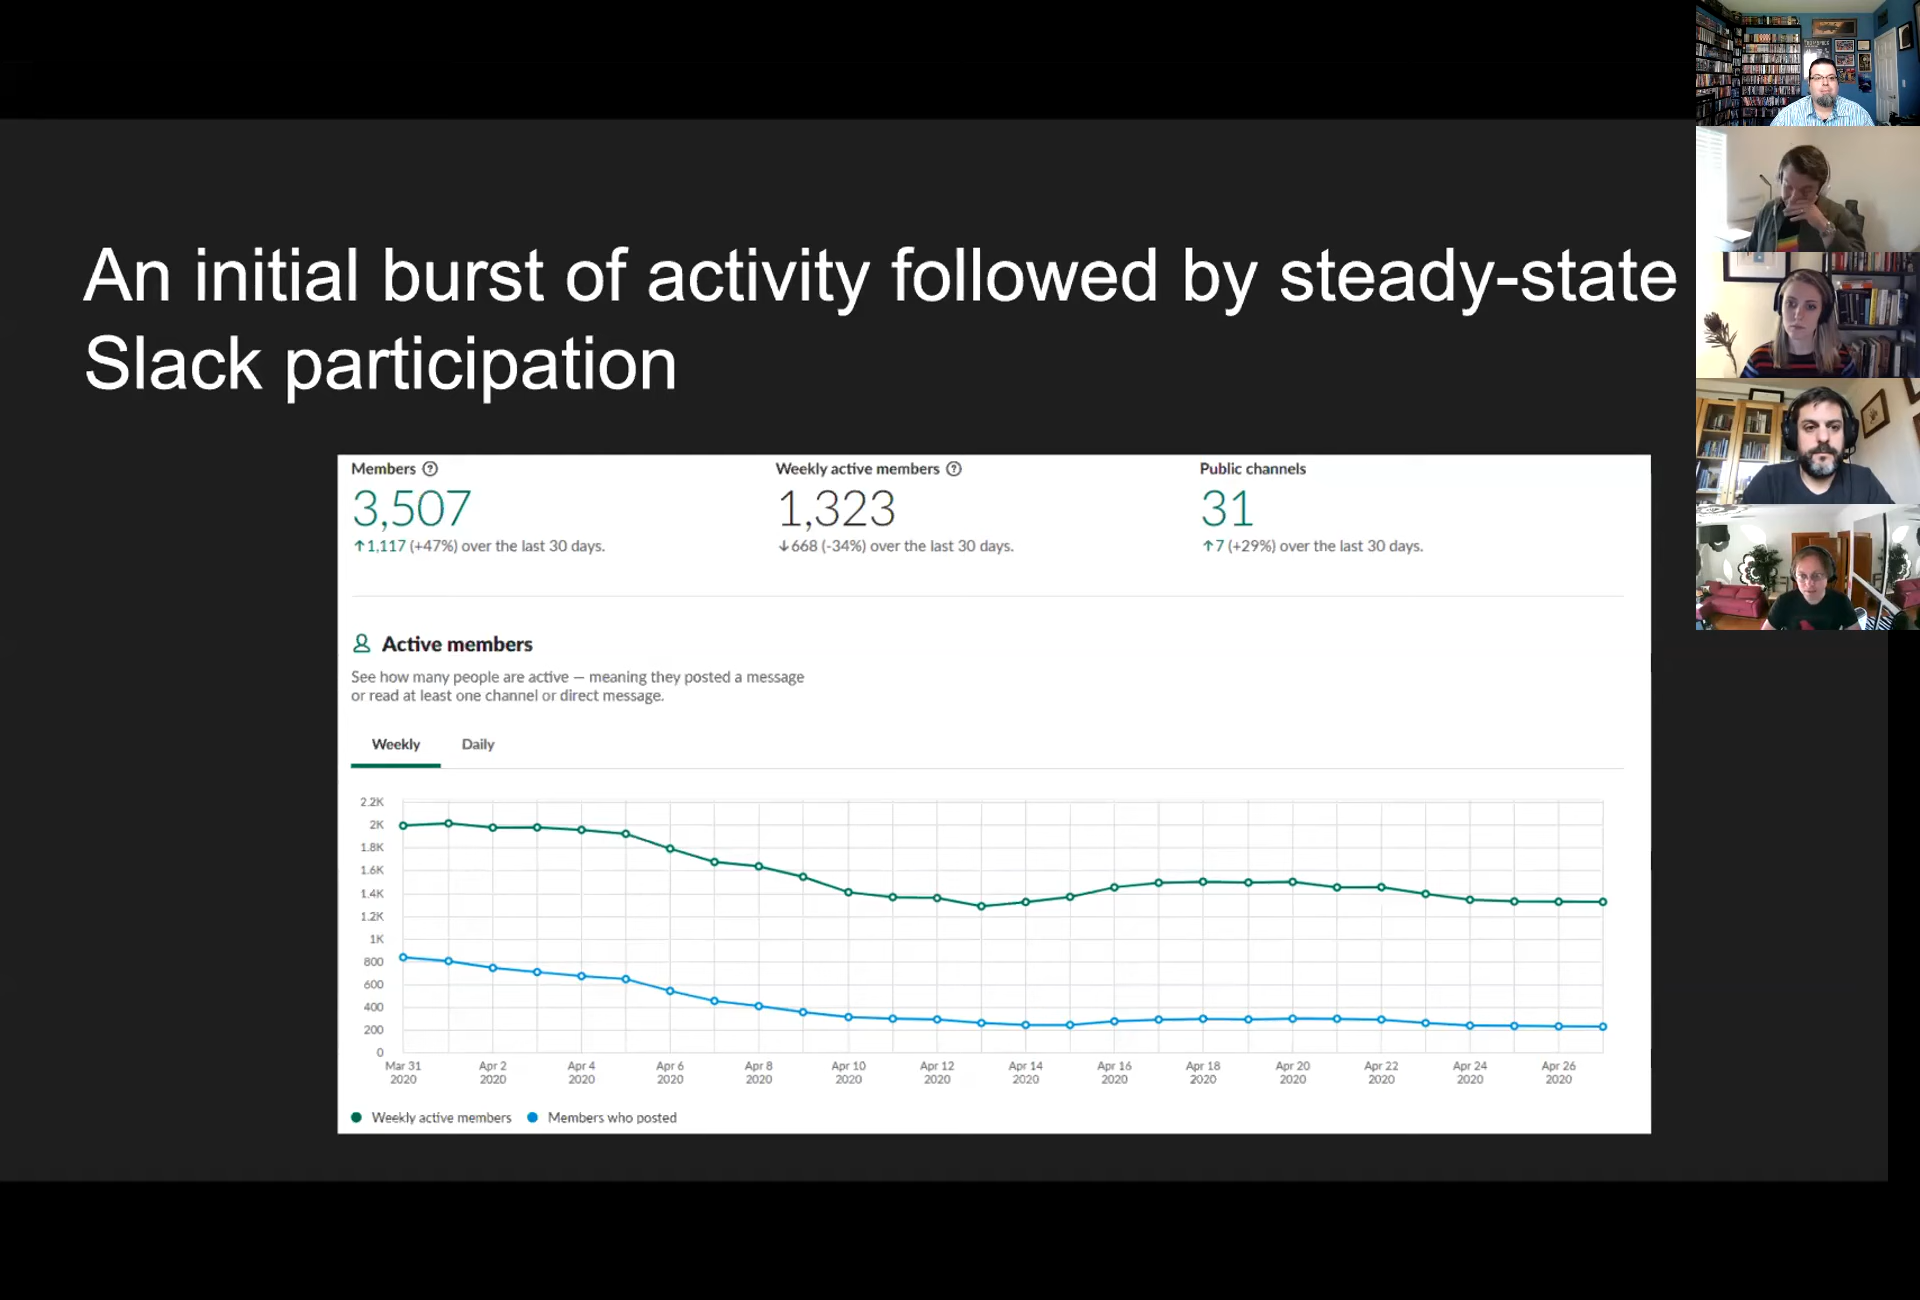 An initial burst of activity followed by steady-state
Slack participation
Members ?
3,507
↑1,117 (+47%) over the last 30 days.
Weekly active members ?
1,323
↓668 (-34%) over the last 30 days.
Public channels
31
↑7 (+29%) over the last 30 days.
Active members
See how many people are active — meaning they posted a message
or read at least one channel or direct message.
Weekly Daily
2.2K
2K
1.8K
1.6K
1.4K
1.2K
1K
800
600
400
200
0
Mar 31 Apr 2 Apr 4 Apr 6 Apr 8 Apr 10 Apr 12 Apr 14 Apr 16 Apr 18 Apr 20 Apr 22 Apr 24 Apr 26
2020 2020 2020 2020 2020 2020 2020 2020 2020 2020 2020 2020 2020 2020
Weekly active members Members who posted